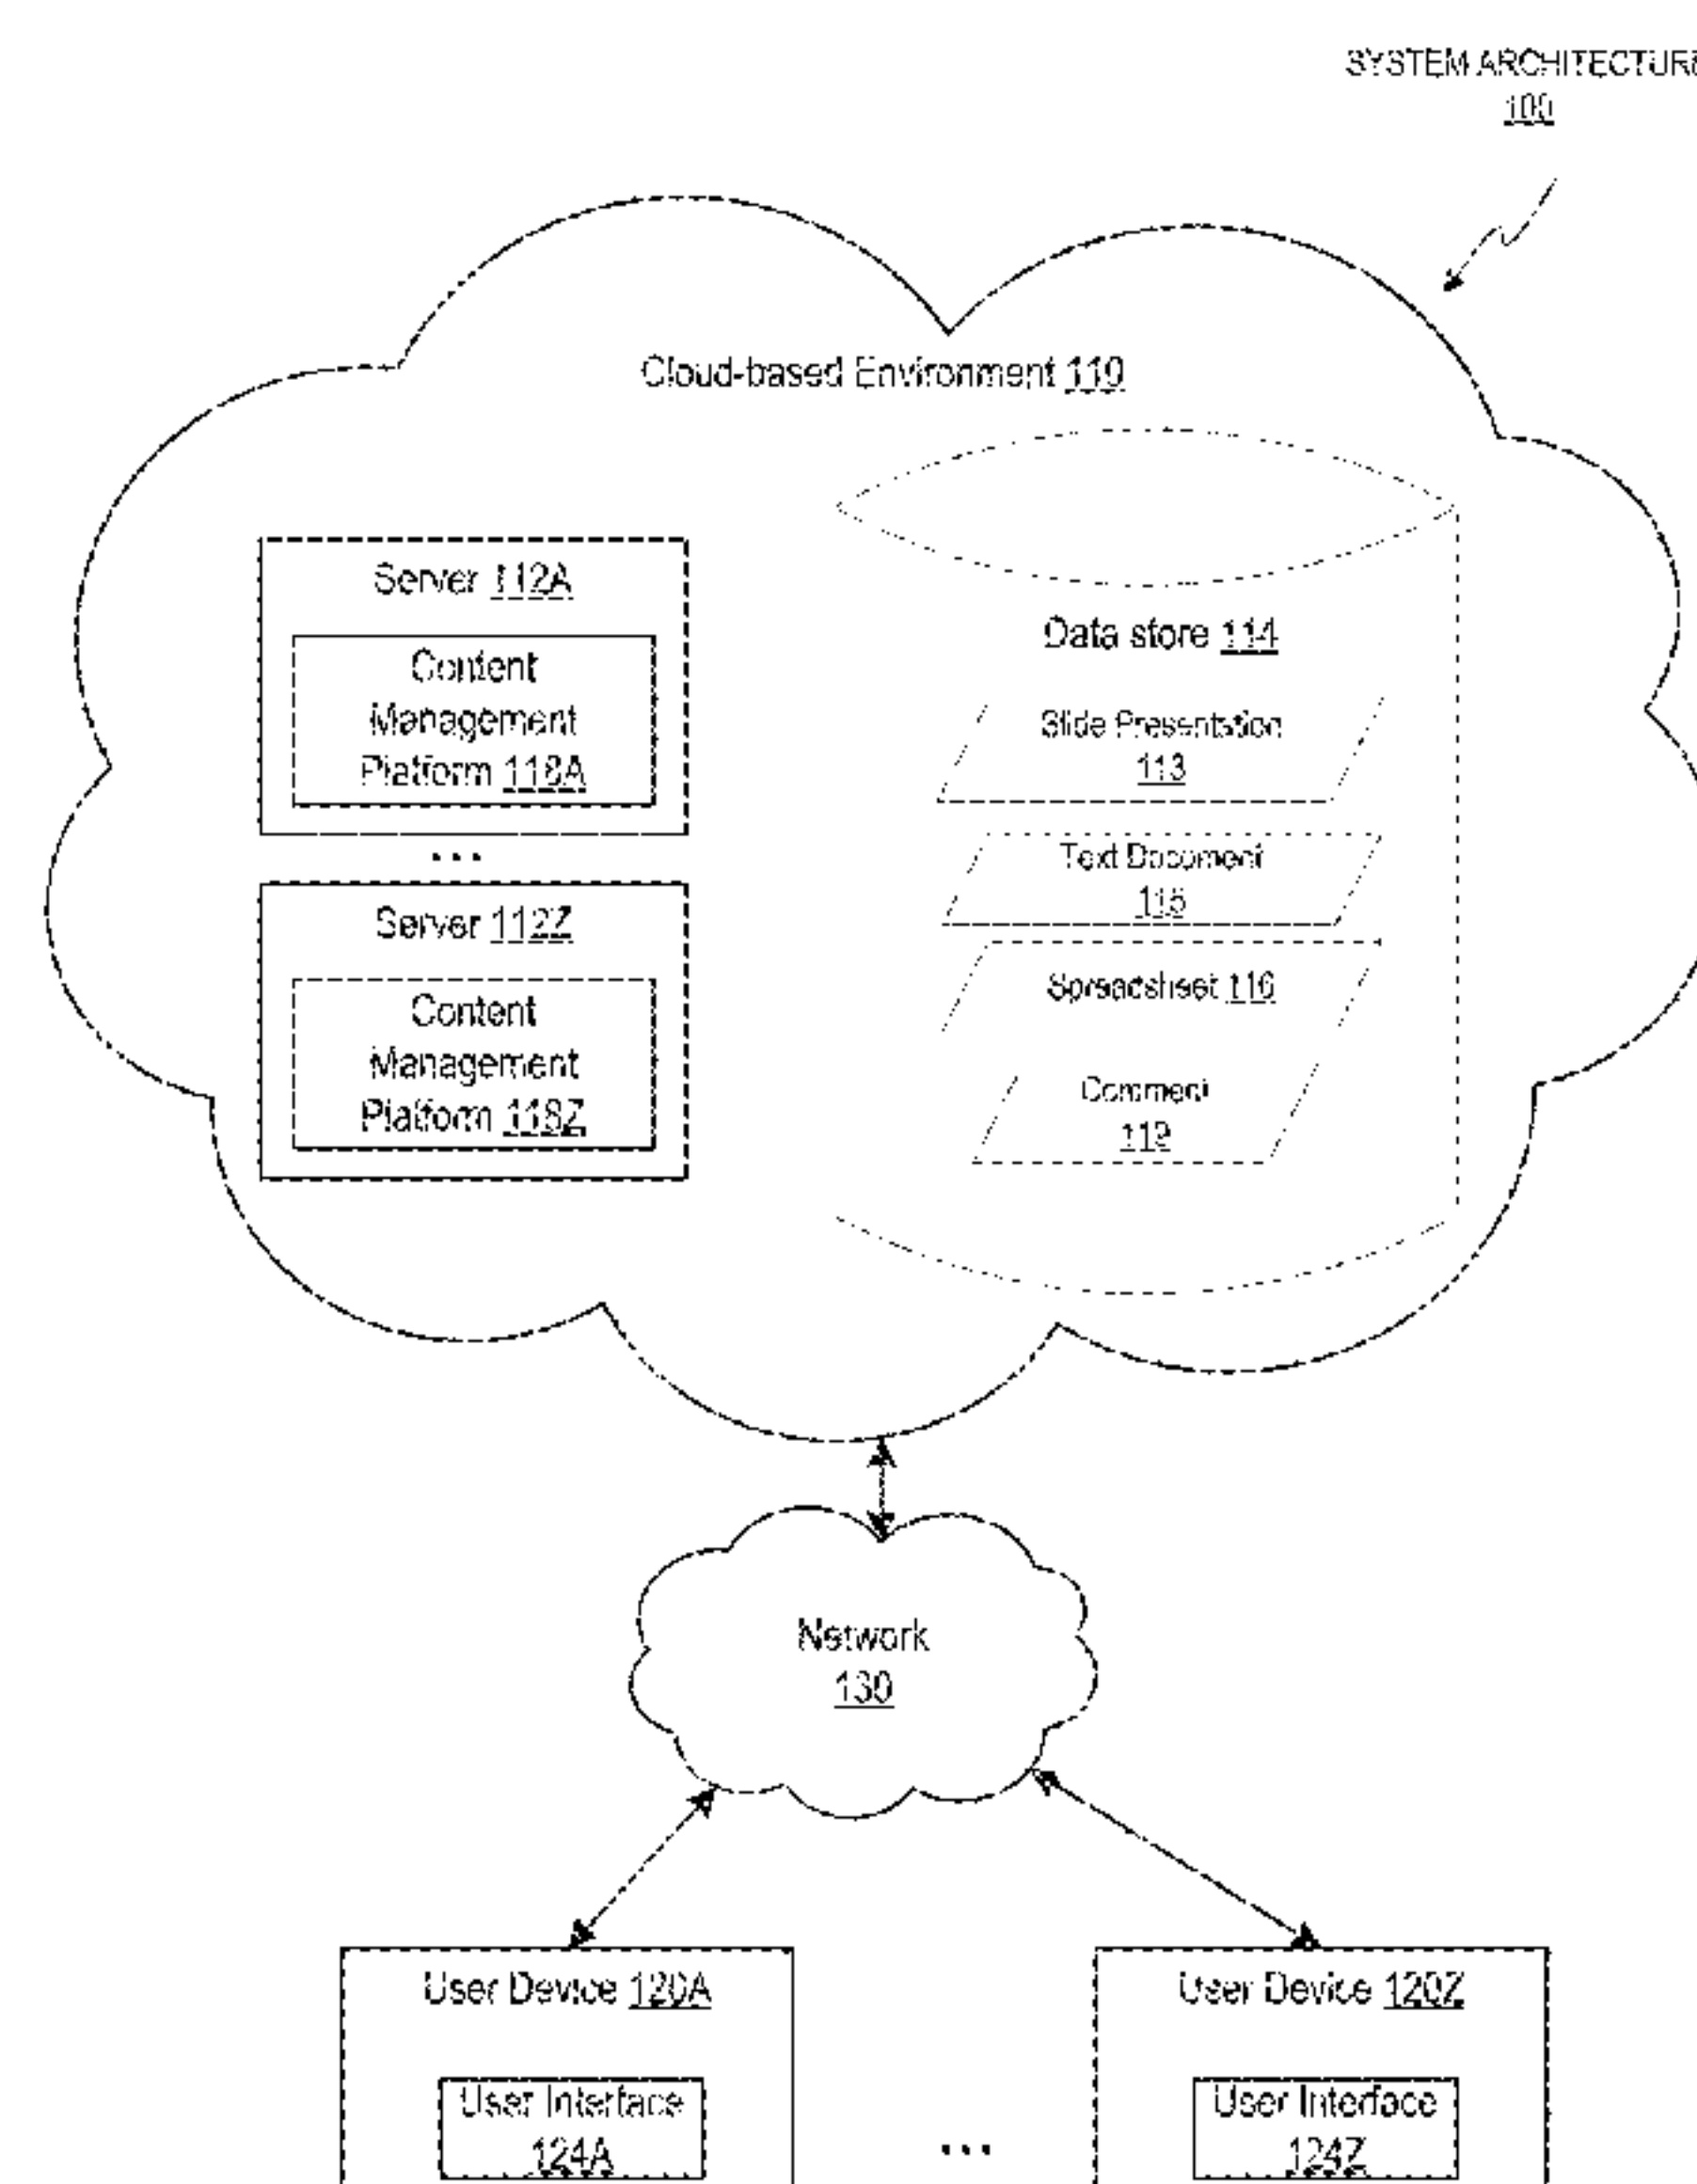 SYSTEM ARCHITECTURE
100
Cloud-based Environment 110
Server 112A
Content
Management
Platform 118A
...
Server 112Z
Content
Management
Platform 118Z
Data store 114
Slide Presentation
113
Text Document
115
Spreadsheet 116
Comment
119
Network
130
User Device 120A
User Interface
124A
...
User Device 120Z
User Interface
124Z